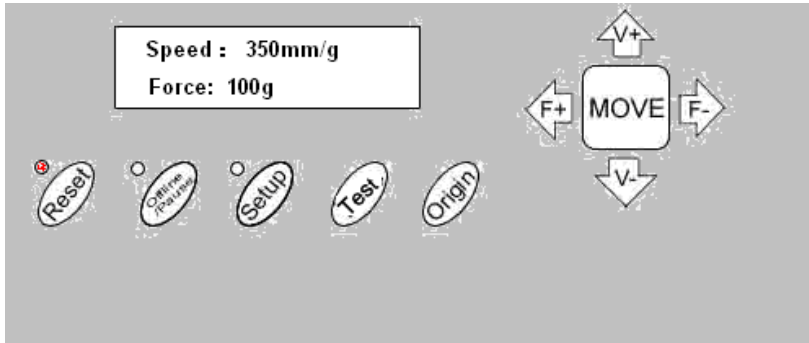 Speed : 350mm/g
Force: 100g
V+
F+
MOVE
F-
V-
Reset
Offline
/Pause
Setup
Test
Origin